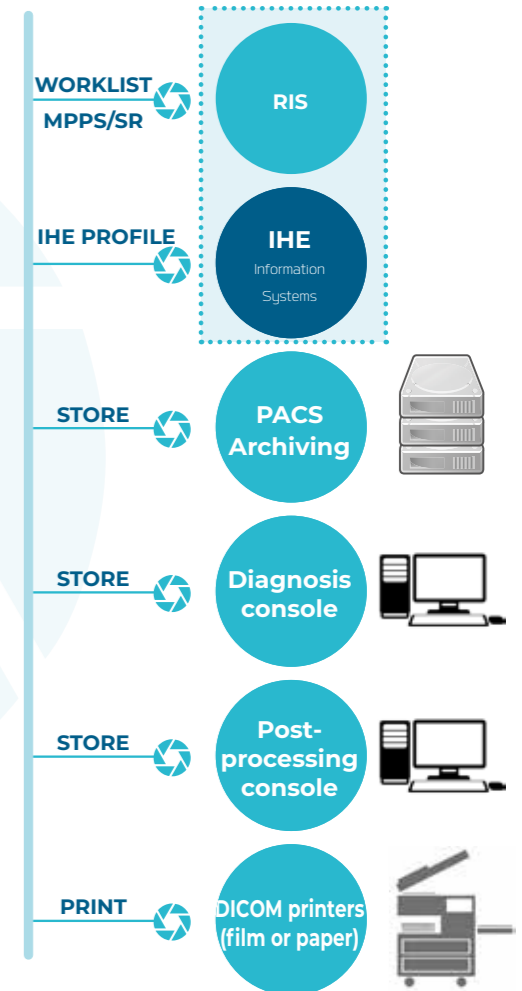 WORKLIST
MPPS/SR
RIS
IHE PROFILE
IHE
Information
Systems
STORE
PACS
Archiving
STORE
Diagnosis
console
STORE
Post-
processing
console
PRINT
DICOM printers
(film or paper)